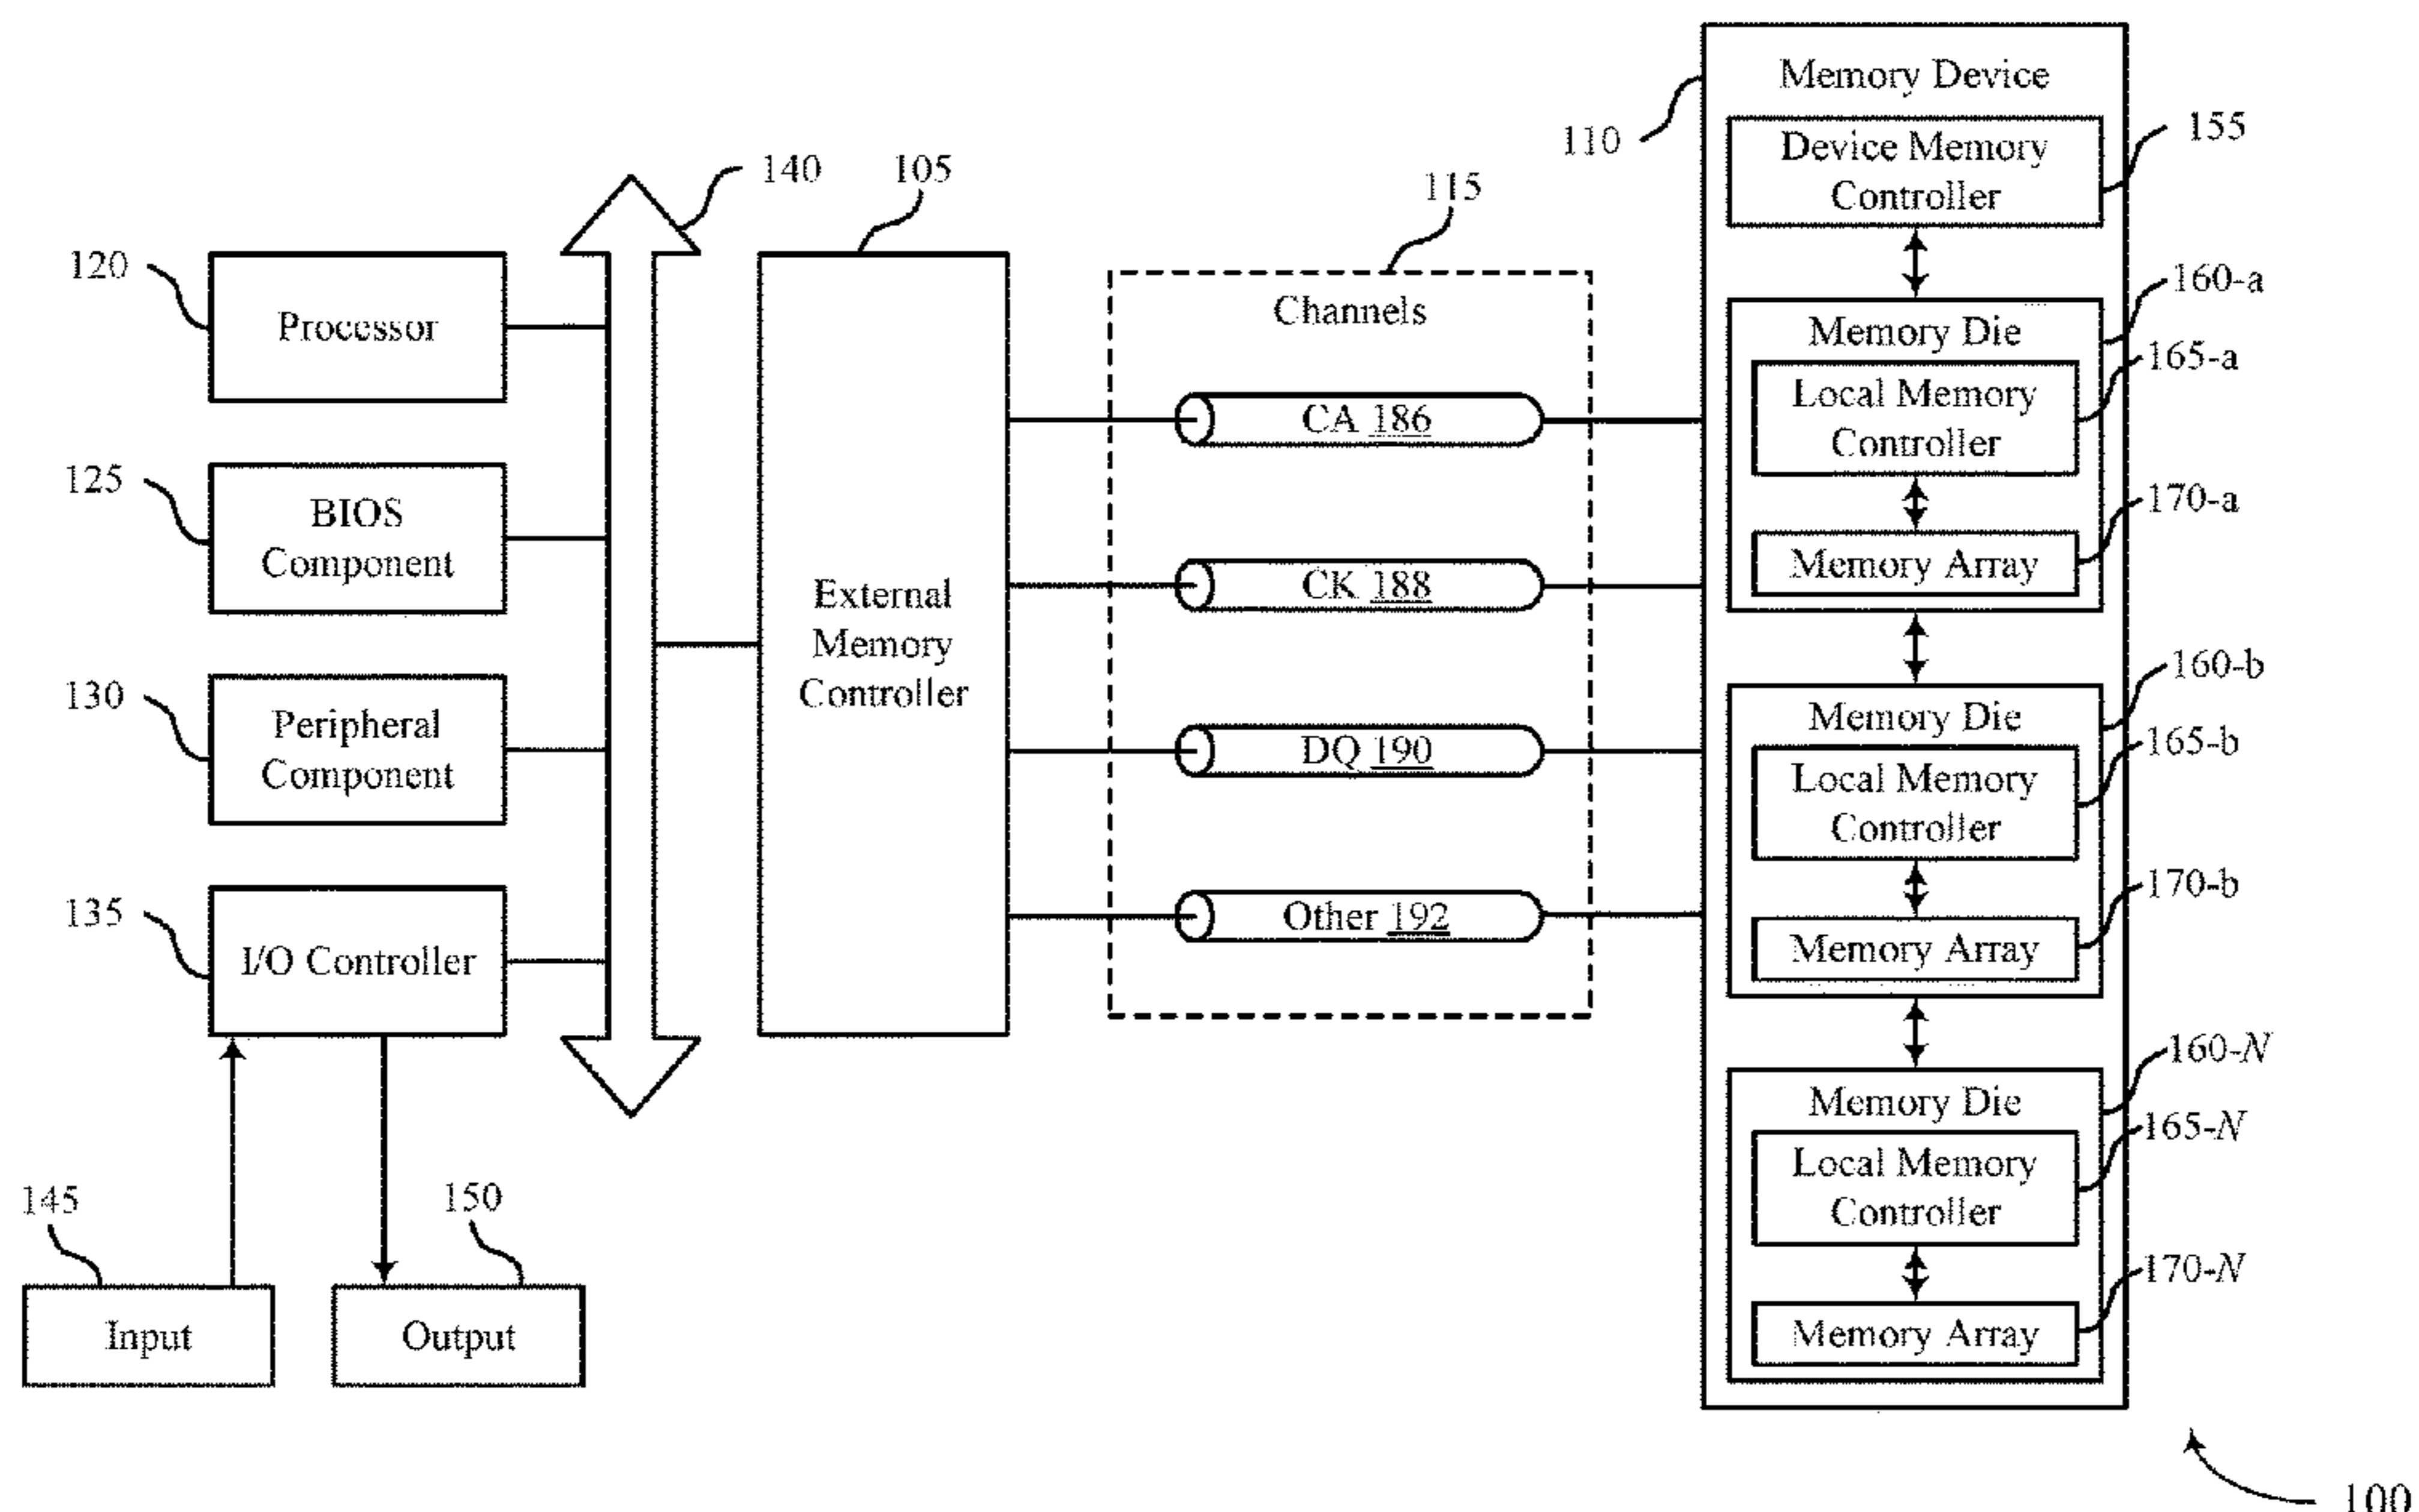 Memory Device
110
Device Memory
Controller
155
140
105
115
120
Processor
Channels
160-a
Memory Die
165-a
Local Memory
Controller
CA 186
125
BIOS
Component
170-a
Memory Array
CK 188
External
Memory
Controller
130
Peripheral
Component
160-b
Memory Die
165-b
Local Memory
Controller
DQ 190
135
I/O Controller
170-b
Memory Array
Other 192
160-N
Memory Die
165-N
Local Memory
Controller
145
150
170-N
Memory Array
Input
Output
100